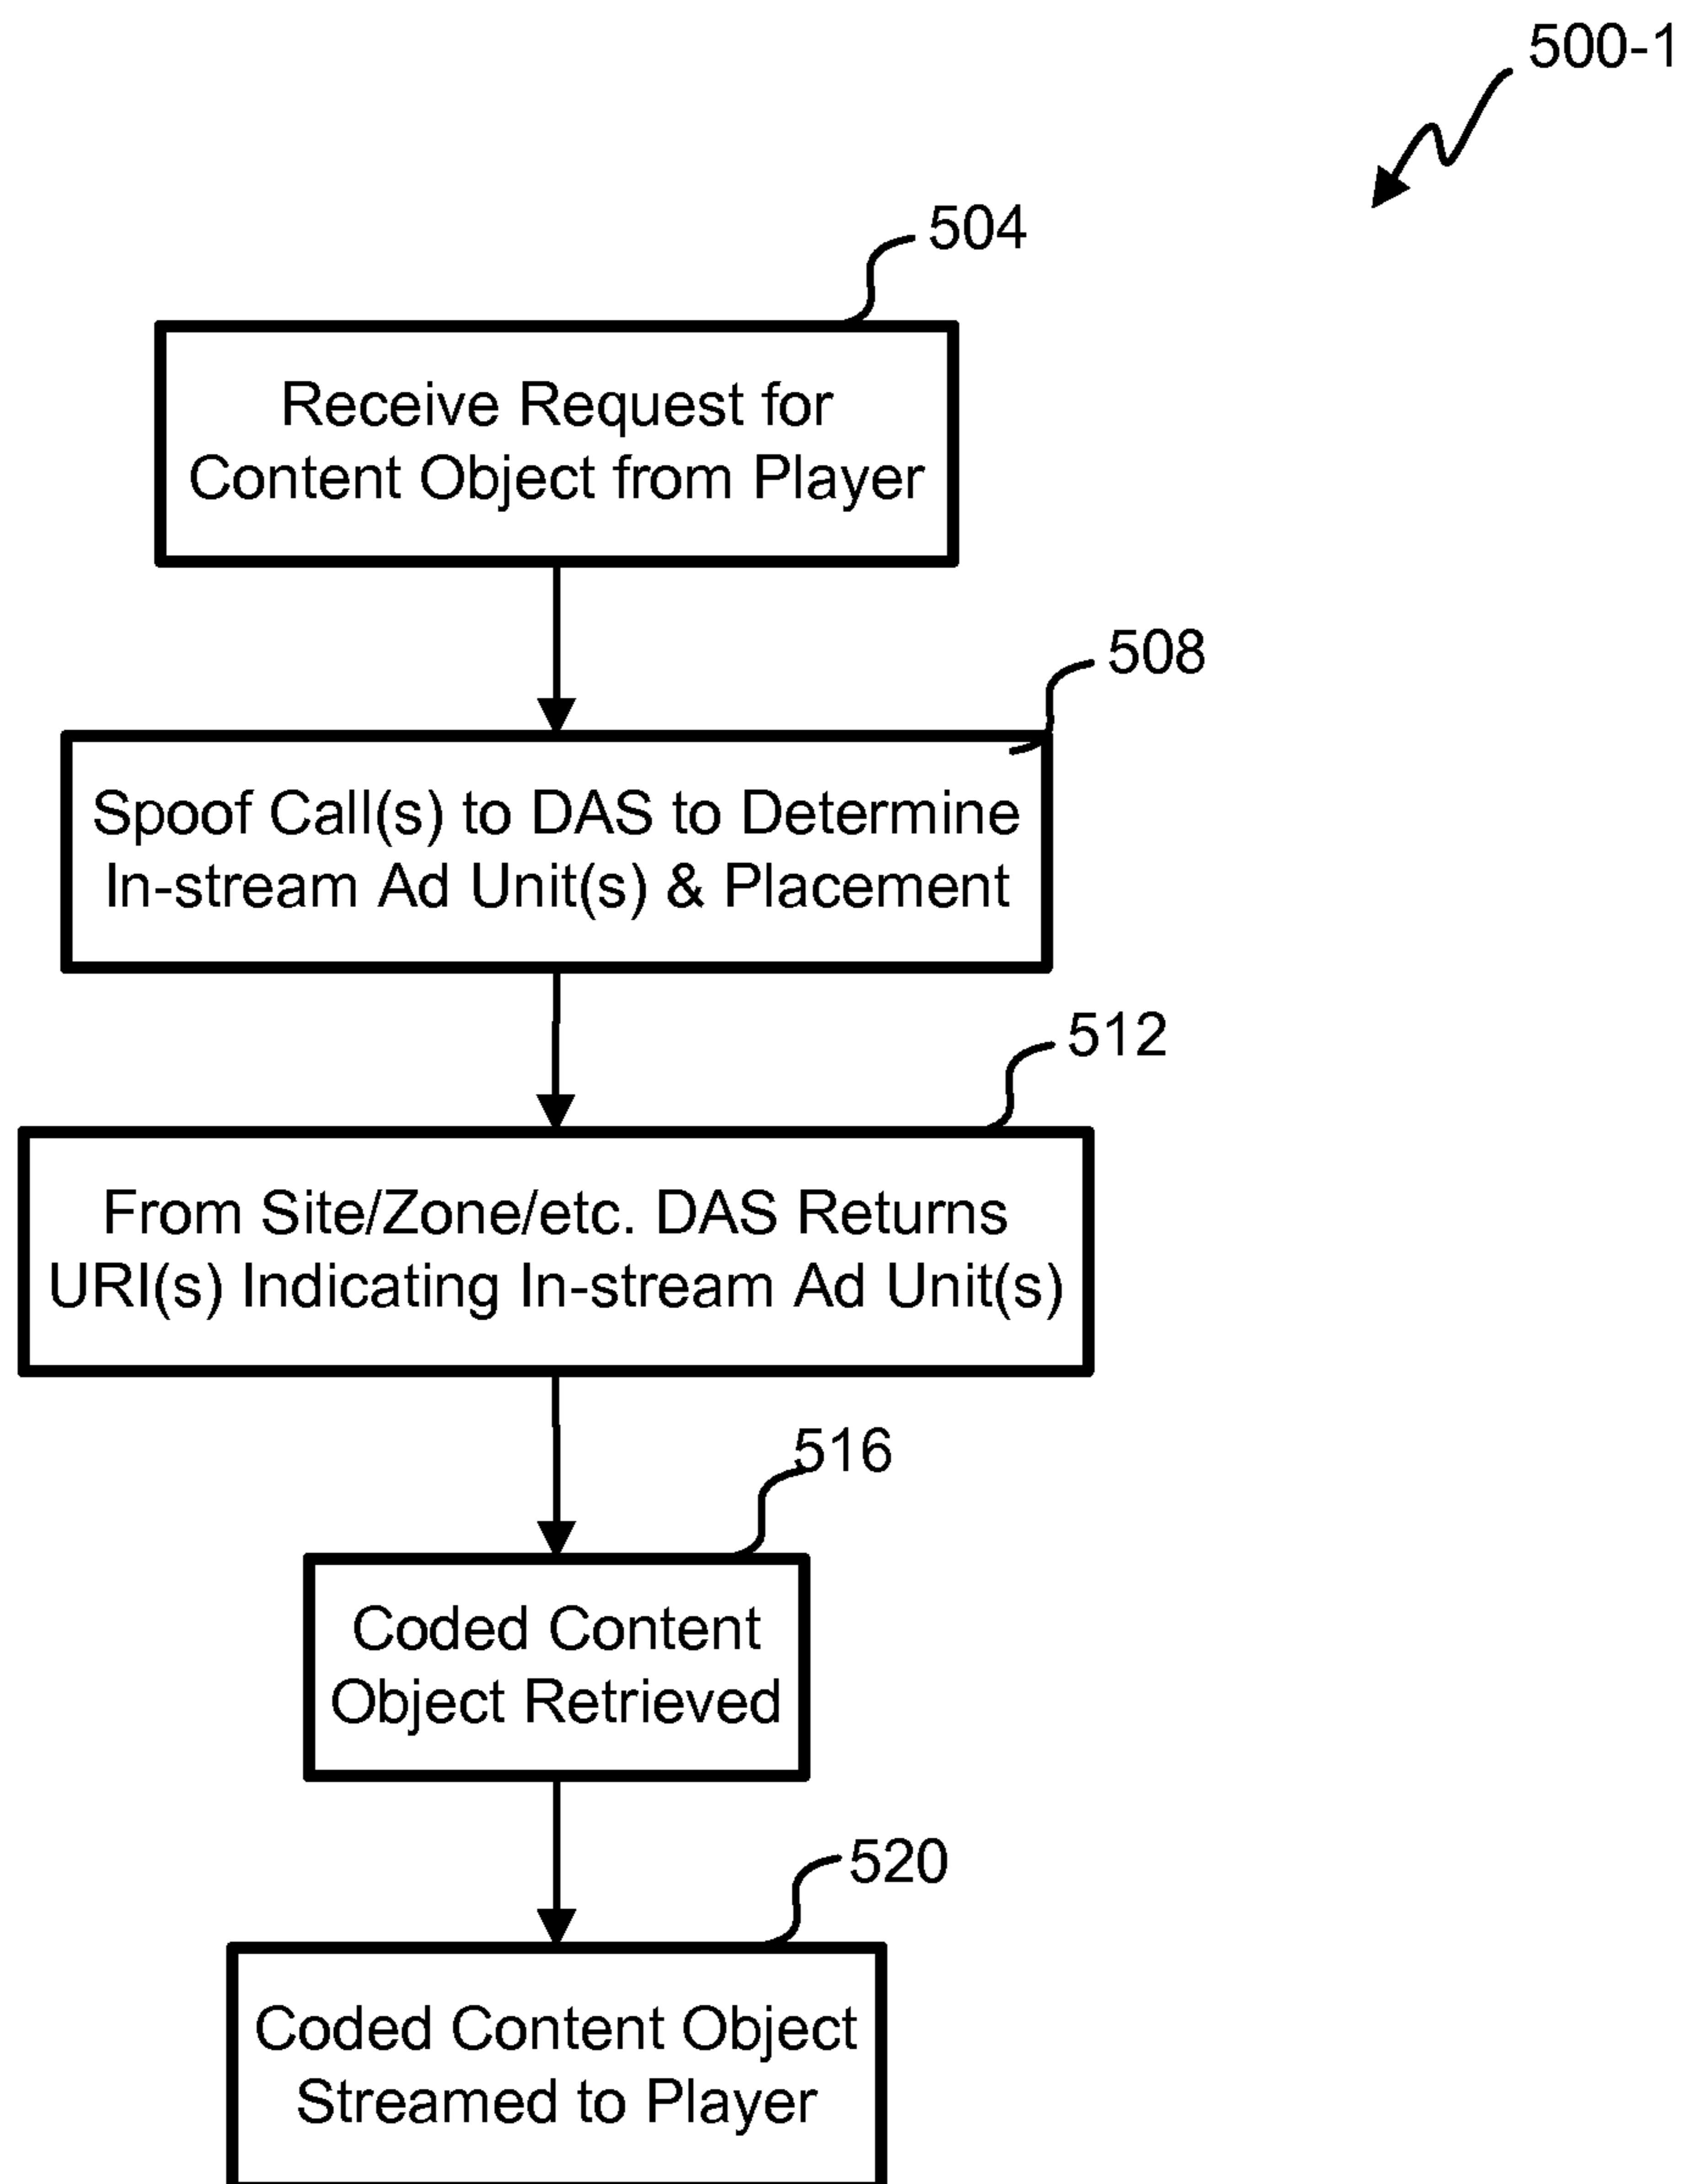 500-1
504
Receive Request for
Content Object from Player
508
Spoof Call(s) to DAS to Determine
In-stream Ad Unit(s) & Placement
512
From Site/Zone/etc. DAS Returns
URI(s) Indicating In-stream Ad Unit(s)
516
Coded Content
Object Retrieved
520
Coded Content Object
Streamed to Player